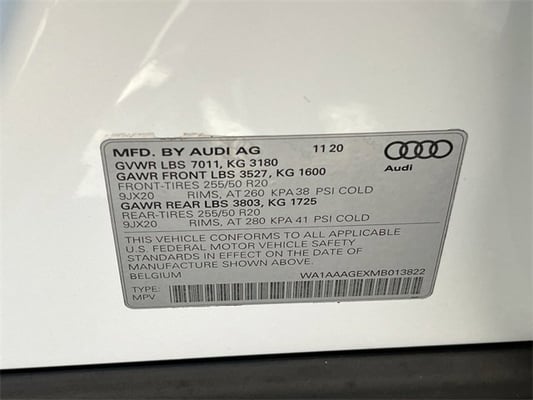 MFD. BY AUDI AG 11 20
GVWR LBS 7011, KG 3180
GAWR FRONT LBS 3527, KG 1600
FRONT-TIRES 255/50 R20
9JX20 RIMS, AT 260 KPA 38 PSI COLD
GAWR REAR LBS 3803, KG 1725
REAR-TIRES 255/50 R20
9JX20 RIMS, AT 280 KPA 41 PSI COLD
Audi
THIS VEHICLE CONFORMS TO ALL APPLICABLE
U.S. FEDERAL MOTOR VEHICLE SAFETY
STANDARDS IN EFFECT ON THE DATE OF
MANUFACTURE SHOWN ABOVE.
BELGIUM WA1AAAGEXMB013822
TYPE:
MPV